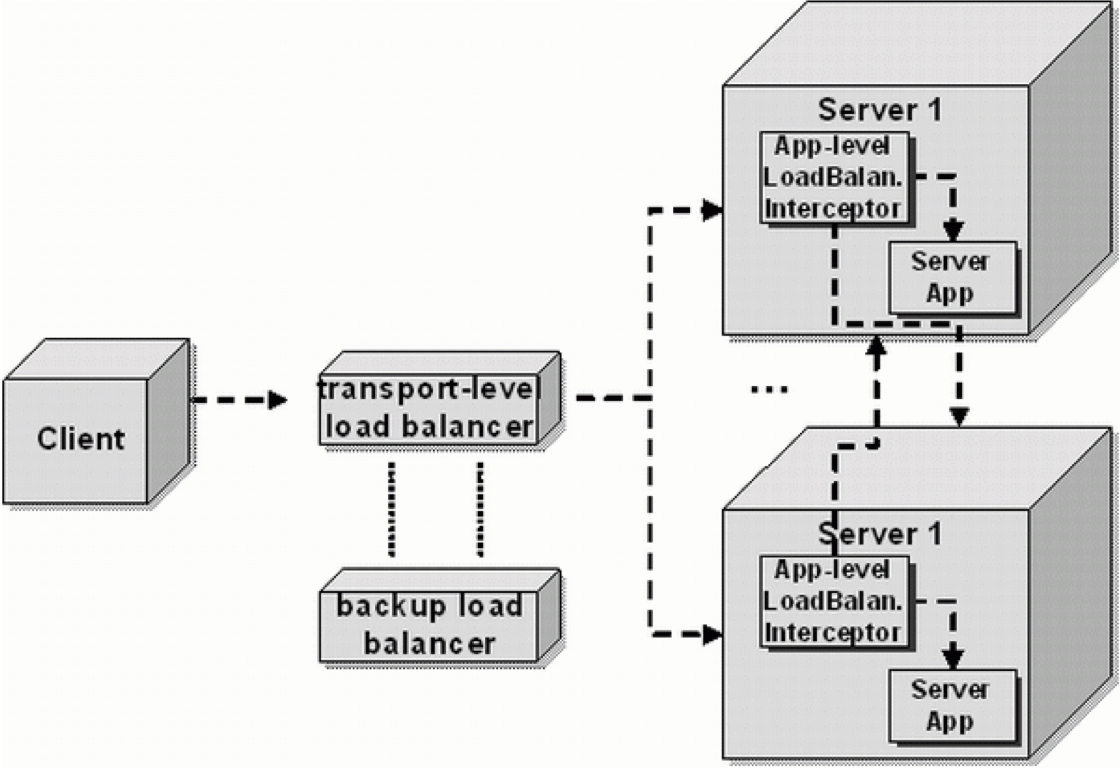 Client
transport-level
load balancer
backup load
balancer
Server 1
App-level
LoadBalan.
Interceptor
Server
App
...
Server 1
App-level
LoadBalan.
Interceptor
Server
App